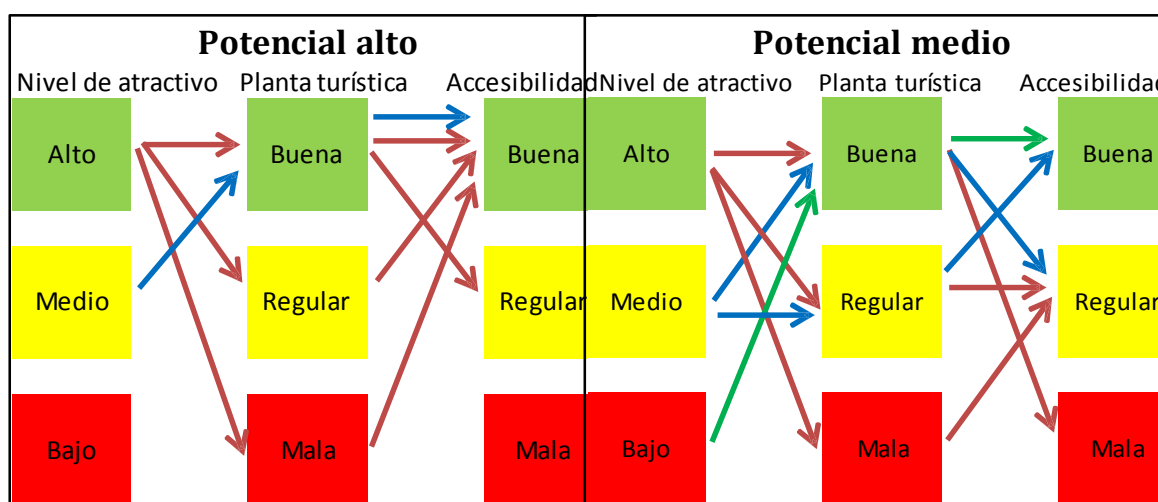 Potencial alto
Nivel de atractivo Planta turística Accesibilidad
Alto Buena Buena
Medio Regular Regular
Bajo Mala Mala
Potencial medio
Nivel de atractivo Planta turística Accesibilidad
Alto Buena Buena
Medio Regular Regular
Bajo Mala Mala